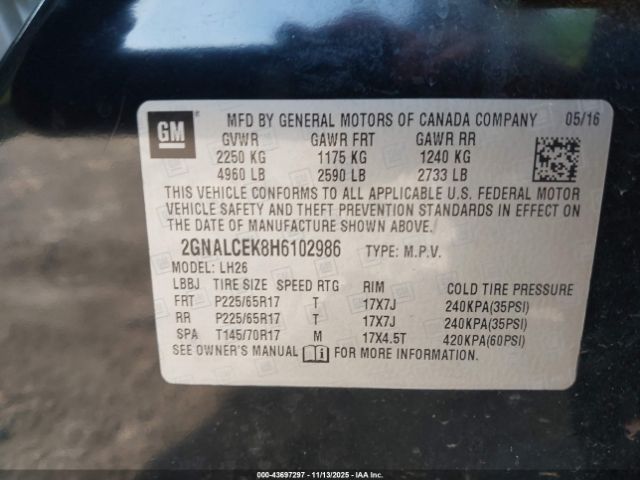 GM
MFD BY GENERAL MOTORS OF CANADA COMPANY 05/16
GVWR GAWR FRT GAWR RR
2250 KG 1175 KG 1240 KG
4960 LB 2590 LB 2733 LB
THIS VEHICLE CONFORMS TO ALL APPLICABLE U.S. FEDERAL MOTOR
VEHICLE SAFETY AND THEFT PREVENTION STANDARDS IN EFFECT ON
THE DATE OF MANUFACTURE SHOWN ABOVE.
2GNALCEK8H6102986 TYPE: M.P.V.
MODEL: LH26
LBBJ TIRE SIZE SPEED RTG RIM COLD TIRE PRESSURE
FRT P225/65R17 T 17X7J 240KPA(35PSI)
RR P225/65R17 T 17X7J 240KPA(35PSI)
SPA T145/70R17 M 17X4.5T 420KPA(60PSI)
SEE OWNER'S MANUAL FOR MORE INFORMATION.
© IAA Stock# - 43697297 - 11/13/2025 - IAA Corp.